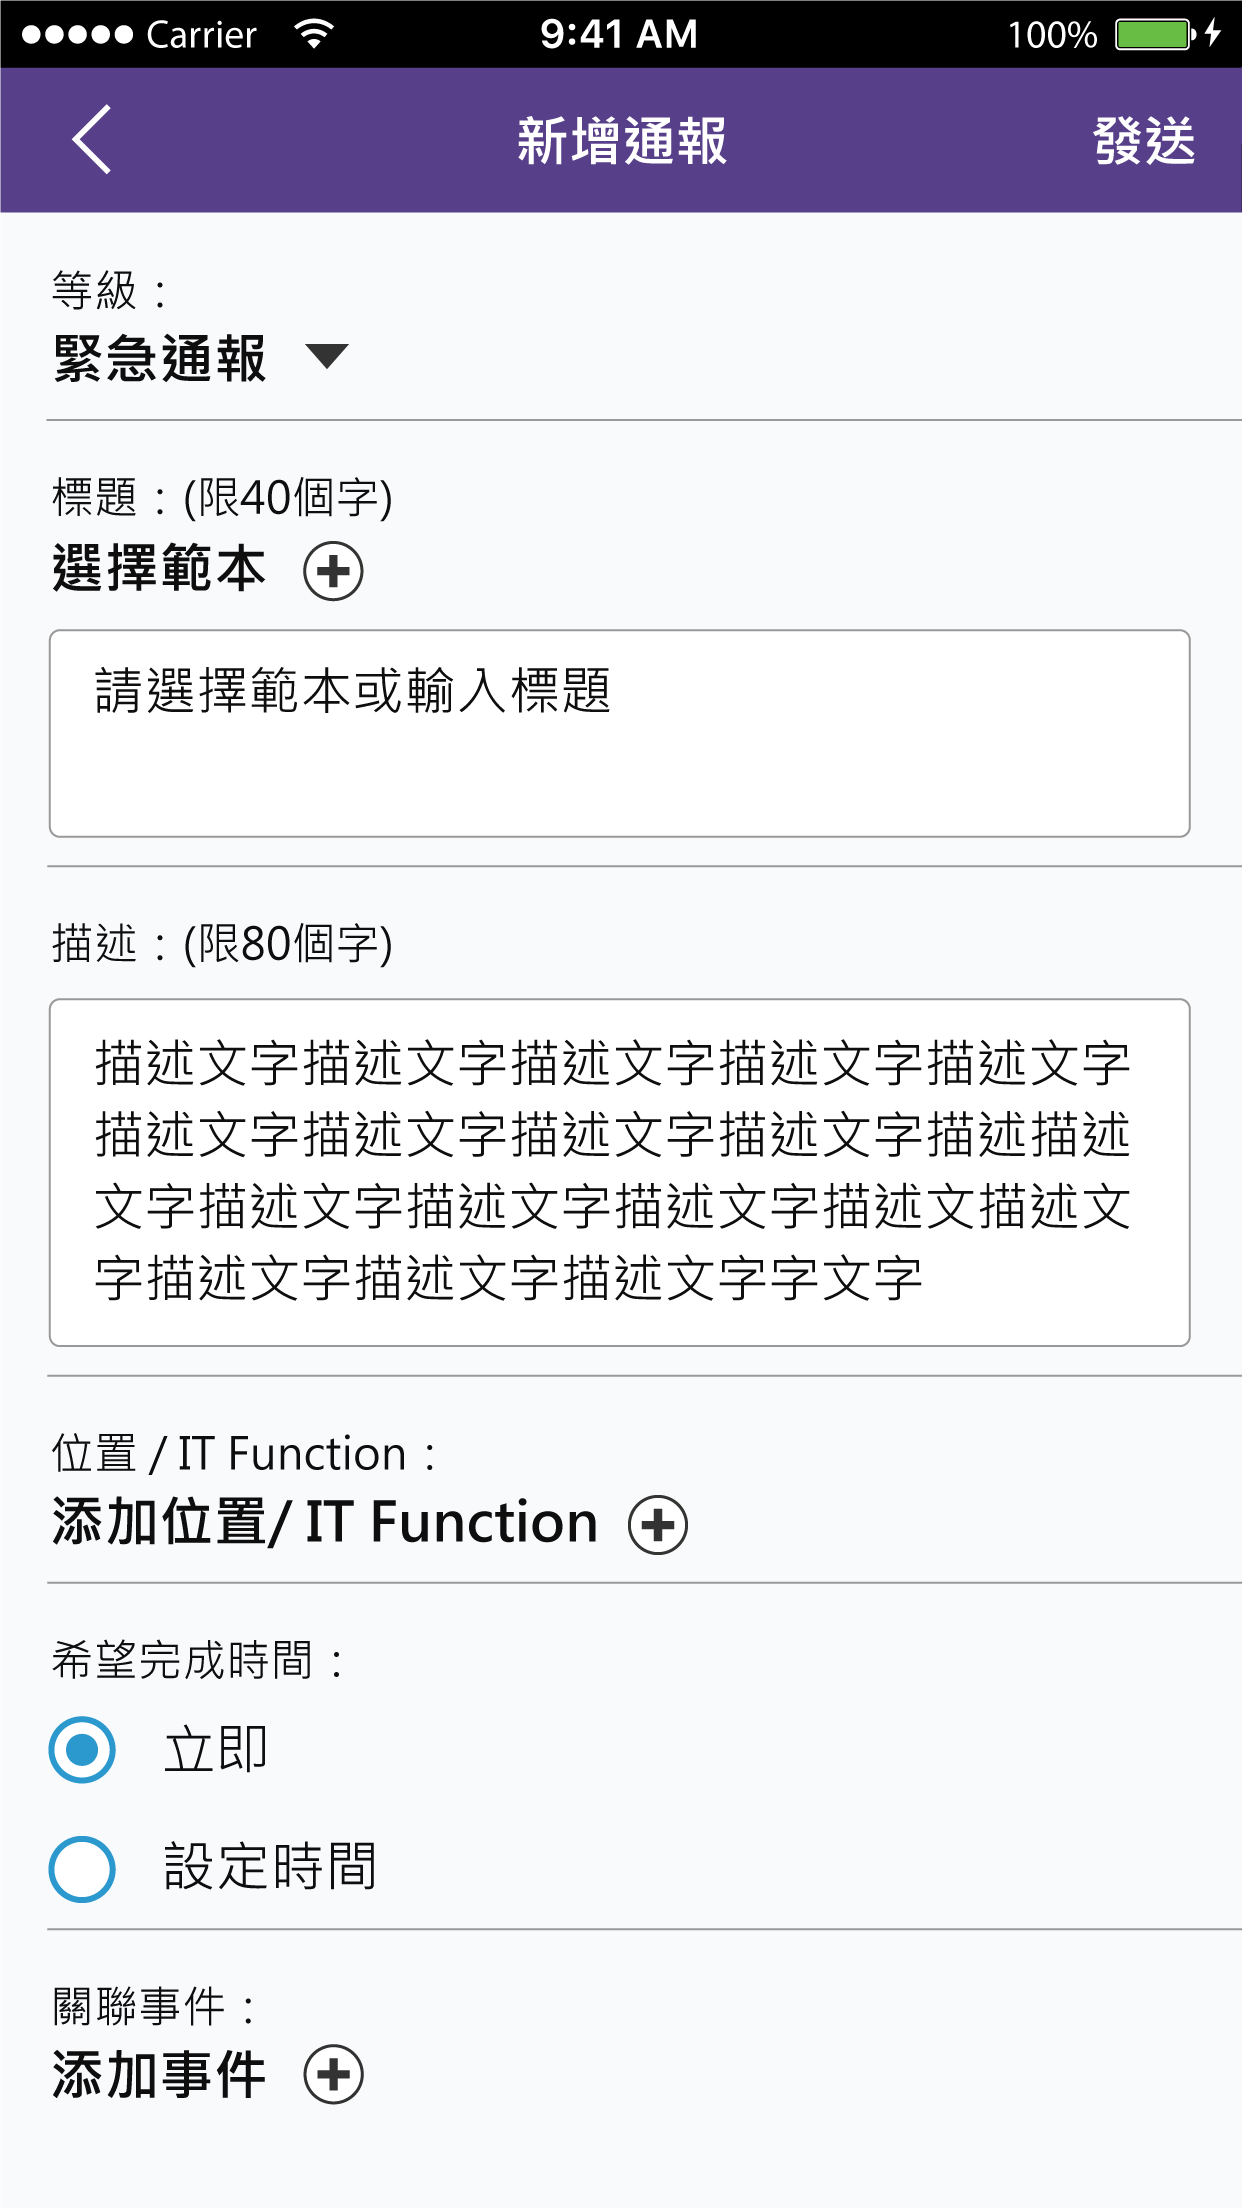 Carrier 9:41 AM 100%
新增通報 發送
等級：
緊急通報
標題：(限40個字)
選擇範本
請選擇範本或輸入標題
描述：(限80個字)
描述文字描述文字描述文字描述文字描述文字
描述文字描述文字描述文字描述文字描述描述
文字描述文字描述文字描述文字描述文描述文
字描述文字描述文字描述文字字文字
位置 / IT Function：
添加位置/ IT Function
希望完成時間：
立即
設定時間
關聯事件：
添加事件